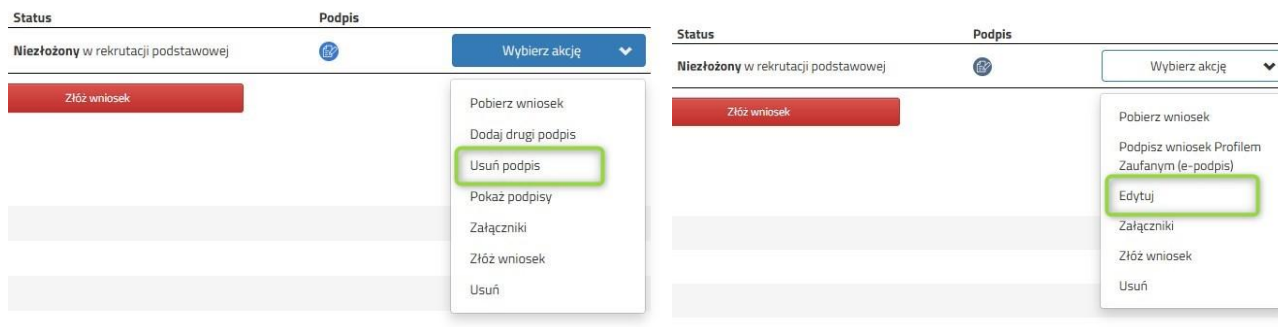 Status Podpis
Niezłożony w rekrutacji podstawowej Wybierz akcję
Złóż wniosek
Pobierz wniosek
Dodaj drugi podpis
Usuń podpis
Pokaż podpisy
Załączniki
Złóż wniosek
Usuń
Status Podpis
Niezłożony w rekrutacji podstawowej Wybierz akcję
Złóż wniosek
Pobierz wniosek
Podpisz wniosek Profilem
Zaufanym (e-podpis)
Edytuj
Załączniki
Złóż wniosek
Usuń